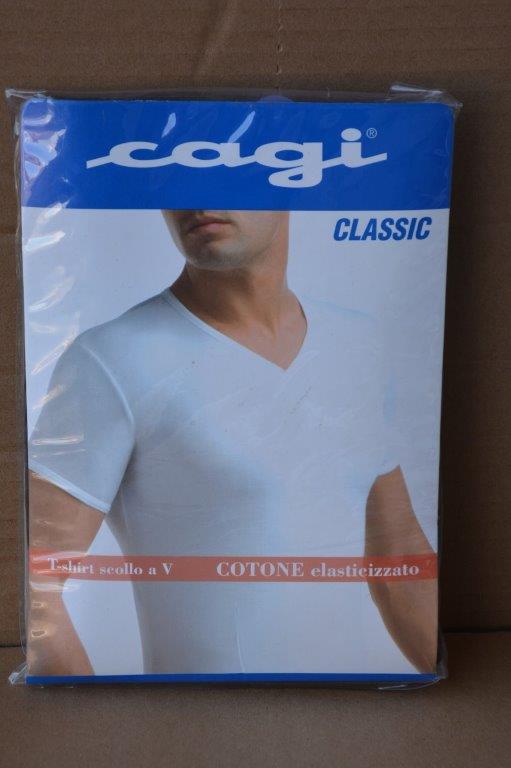 cagi®
CLASSIC
T-shirt scollo a V COTONE elasticizzato